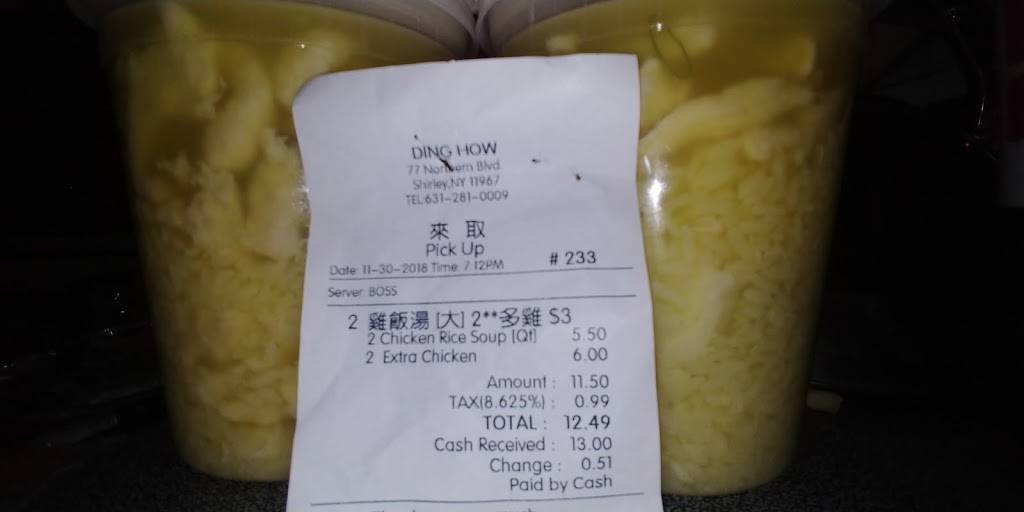 DING HOW
77 Northern Blvd.
Shirley,NY 11967
TEL:631-281-0009
來 取
Pick Up
Date: 11-30-2018 Time: 7:12PM # 233
Server: BOSS
2 雞飯湯 [大] 2**多雞 S3
2 Chicken Rice Soup [Qt] 5.50
2 Extra Chicken 6.00
Amount : 11.50
TAX(8.625%) : 0.99
TOTAL : 12.49
Cash Received : 13.00
Change : 0.51
Paid by Cash